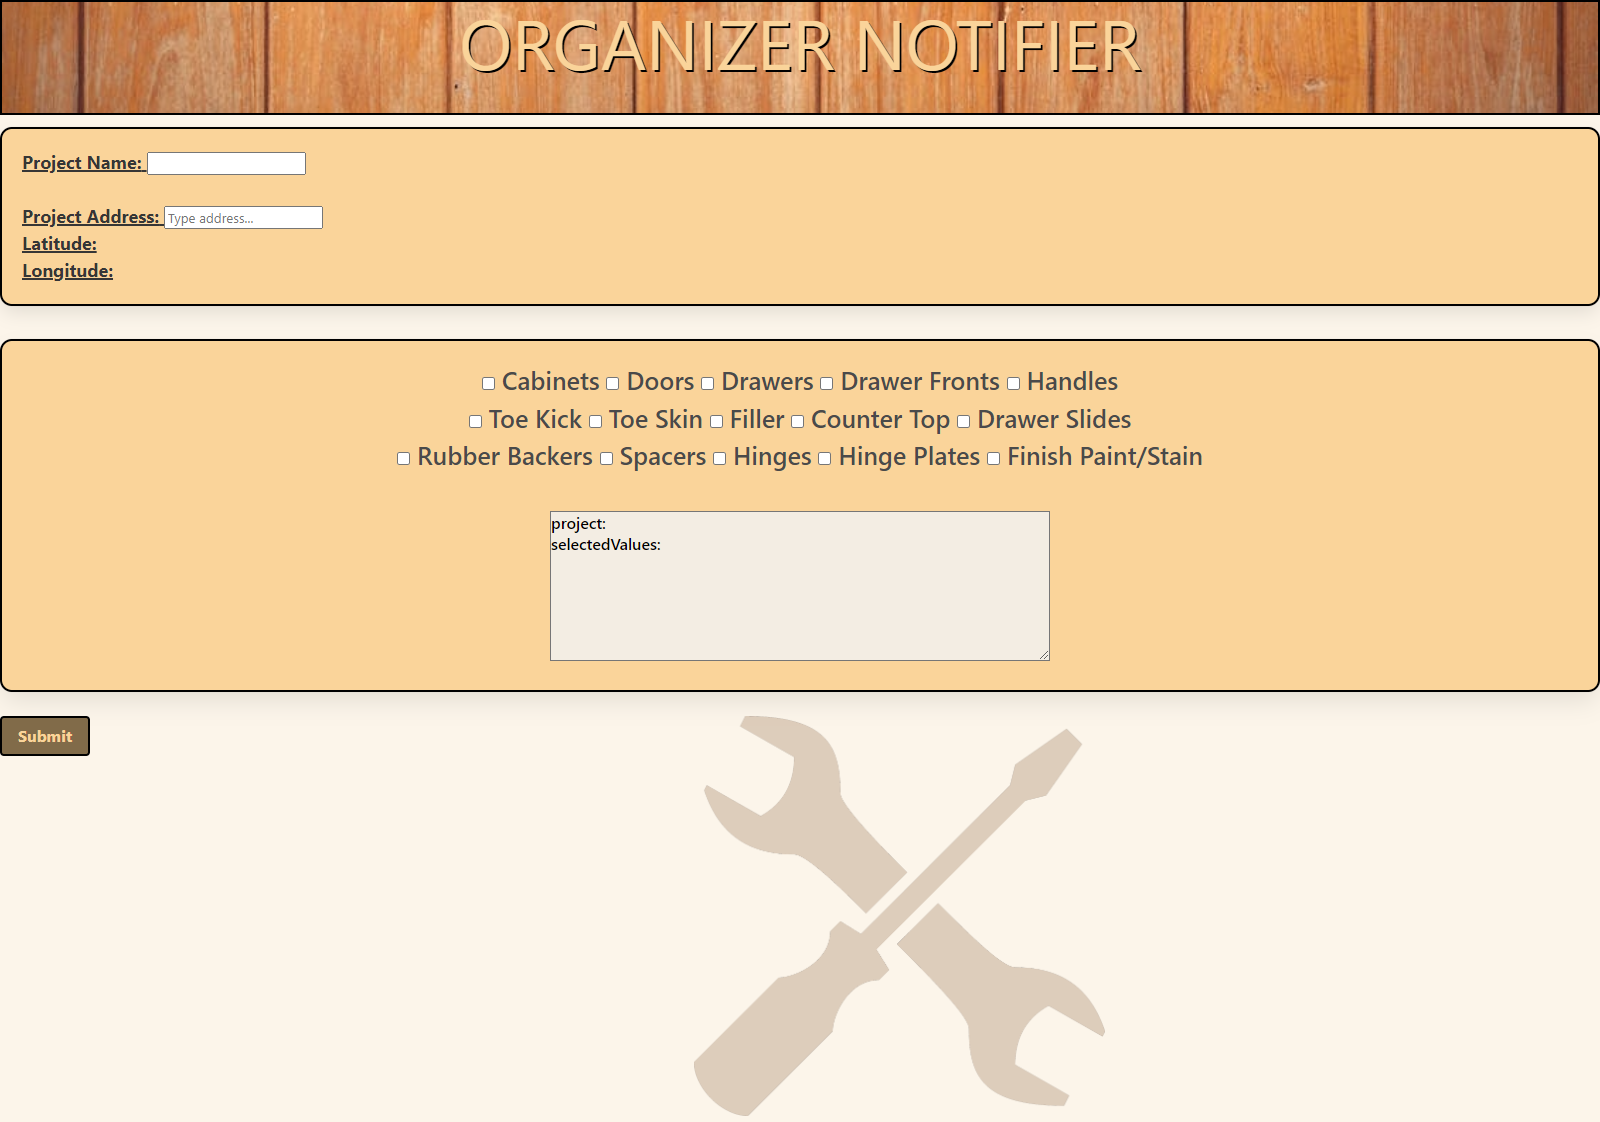 ORGANIZER NOTIFIER
Project Name:
Project Address: Type address...
Latitude:
Longitude:
Cabinets Doors Drawers Drawer Fronts Handles
Toe Kick Toe Skin Filler Counter Top Drawer Slides
Rubber Backers Spacers Hinges Hinge Plates Finish Paint/Stain
project:
selectedValues:
Submit